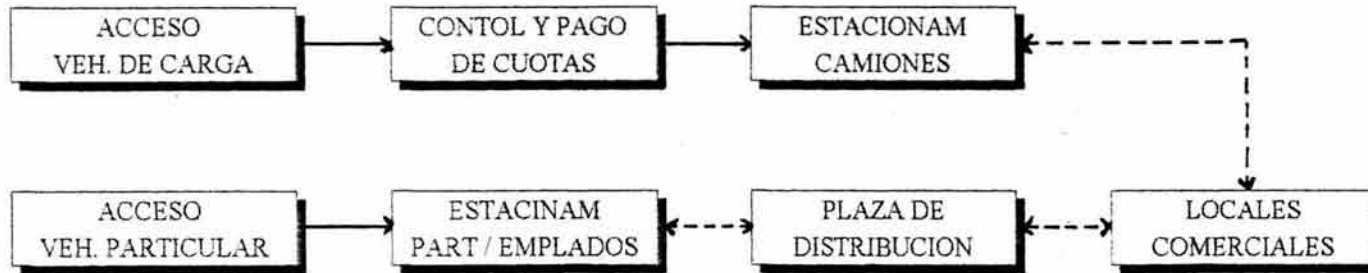 ACCESO
VEH. DE CARGA
CONTOL Y PAGO
DE CUOTAS
ESTACIONAM
CAMIONES
ACCESO
VEH. PARTICULAR
ESTACINAM
PART / EMPLADOS
PLAZA DE
DISTRIBUCION
LOCALES
COMERCIALES